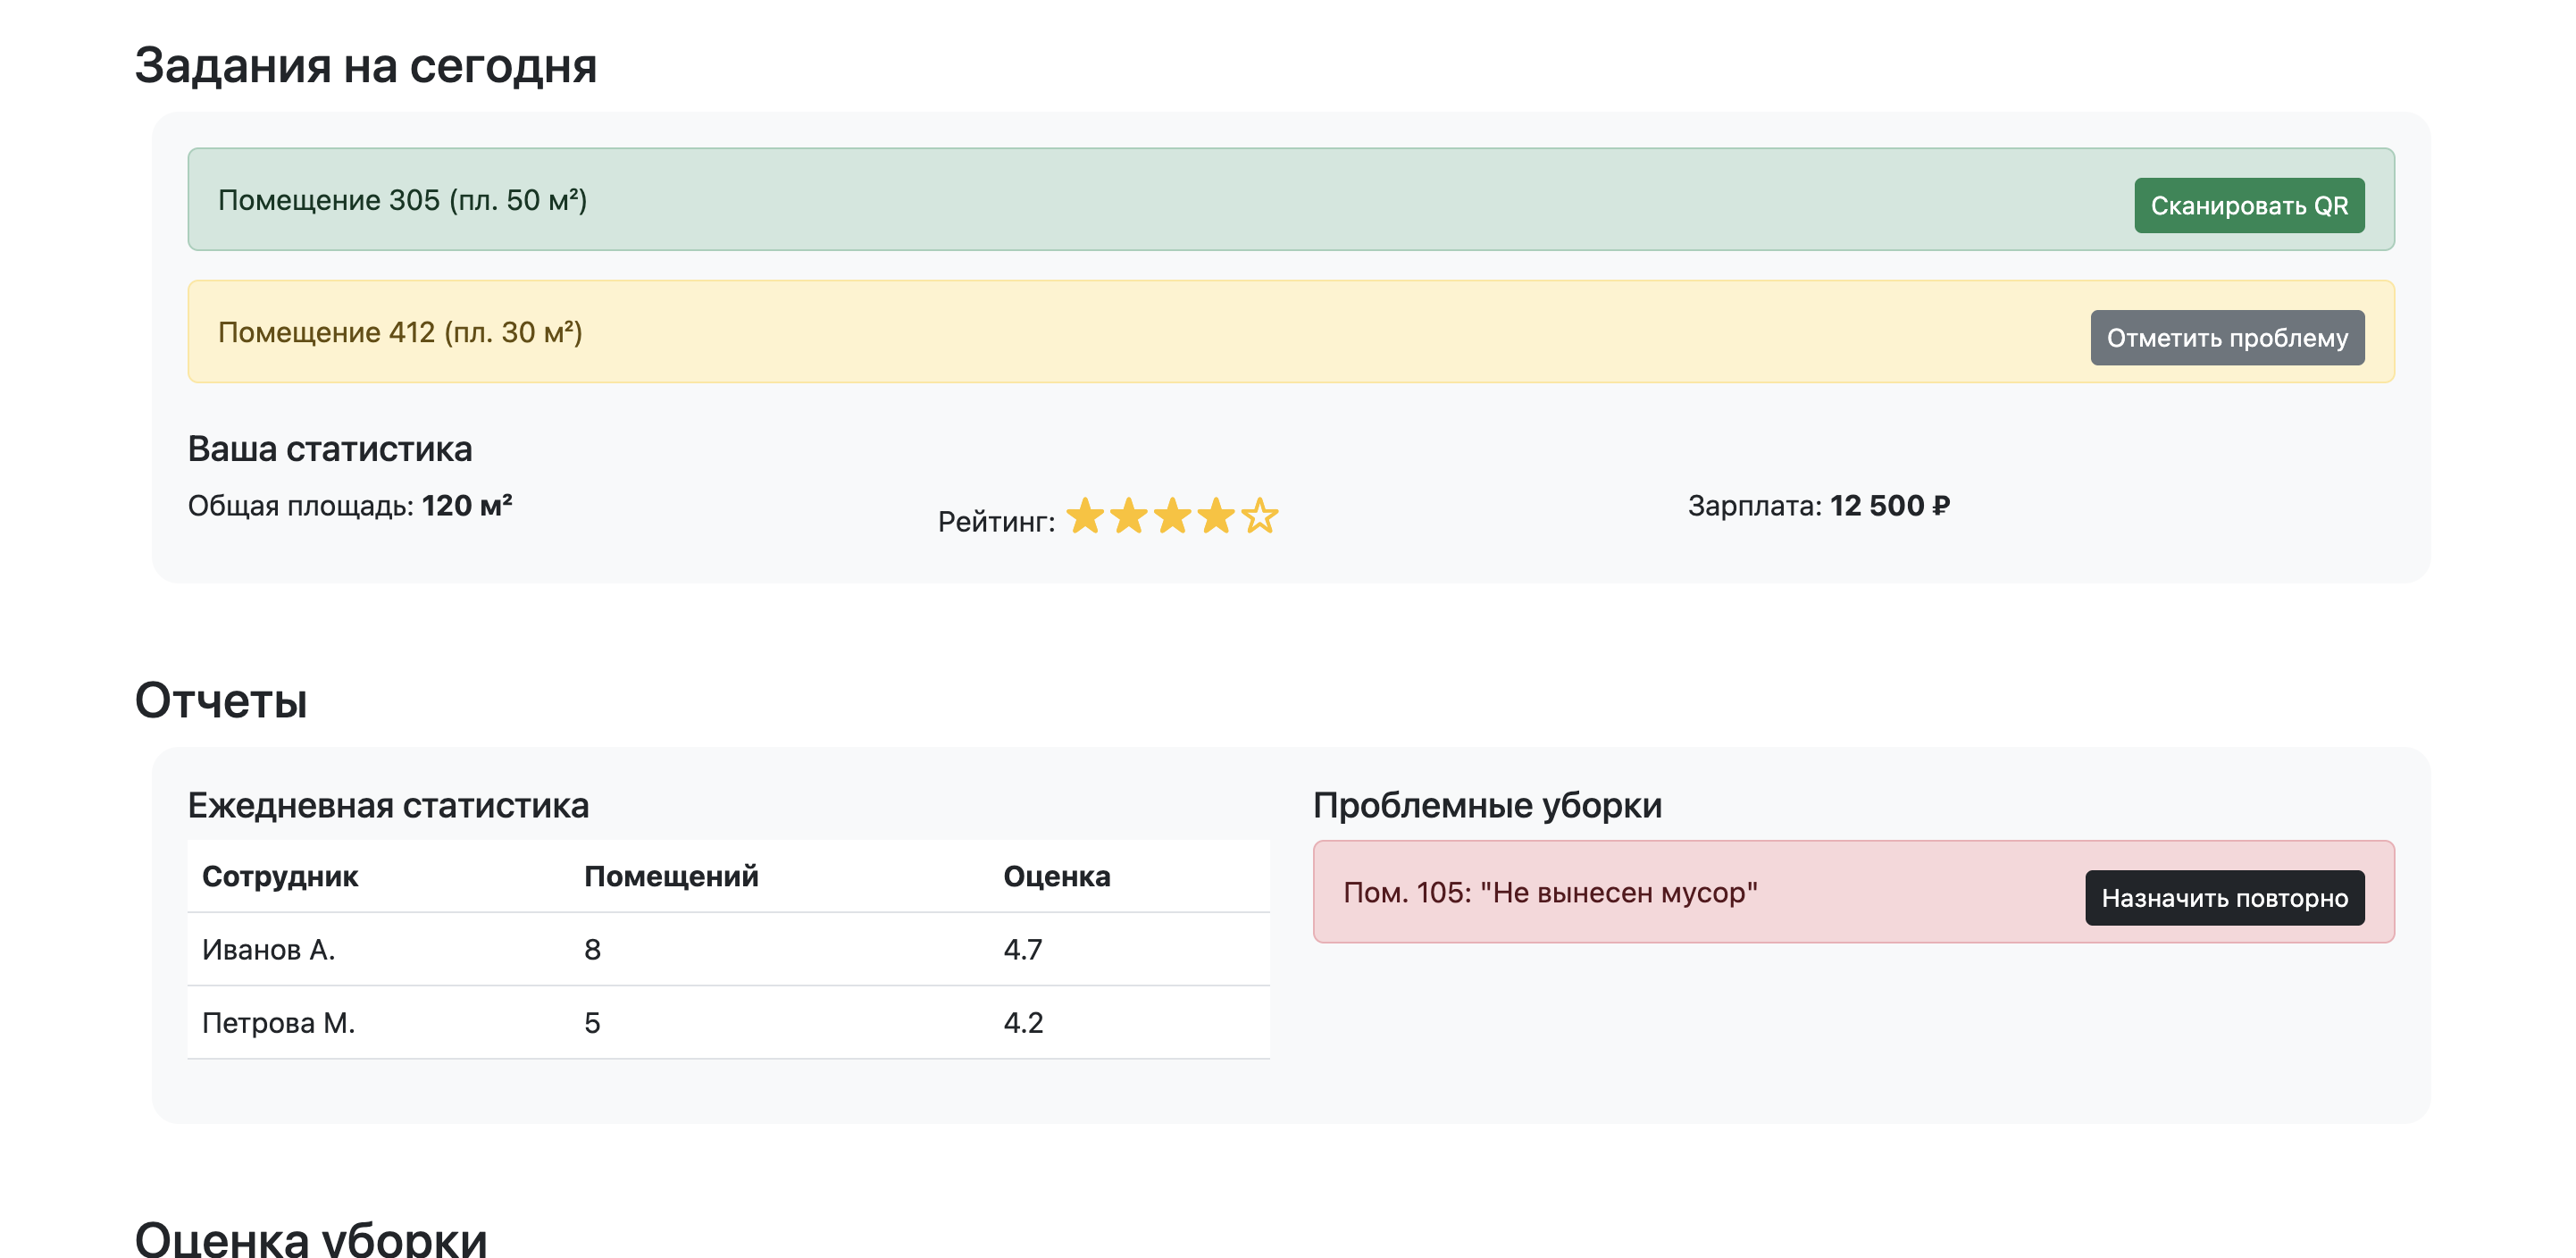 Задания на сегодня
Помещение 305 (пл. 50 м²)
Сканировать QR
Помещение 412 (пл. 30 м²)
Отметить проблему
Ваша статистика
Общая площадь: 120 м²
Рейтинг:
Зарплата: 12 500 ₽
Отчеты
Ежедневная статистика
Сотрудник Помещений Оценка
Иванов А. 8 4.7
Петрова М. 5 4.2
Проблемные уборки
Пом. 105: "Не вынесен мусор"
Назначить повторно
Оценка уборки